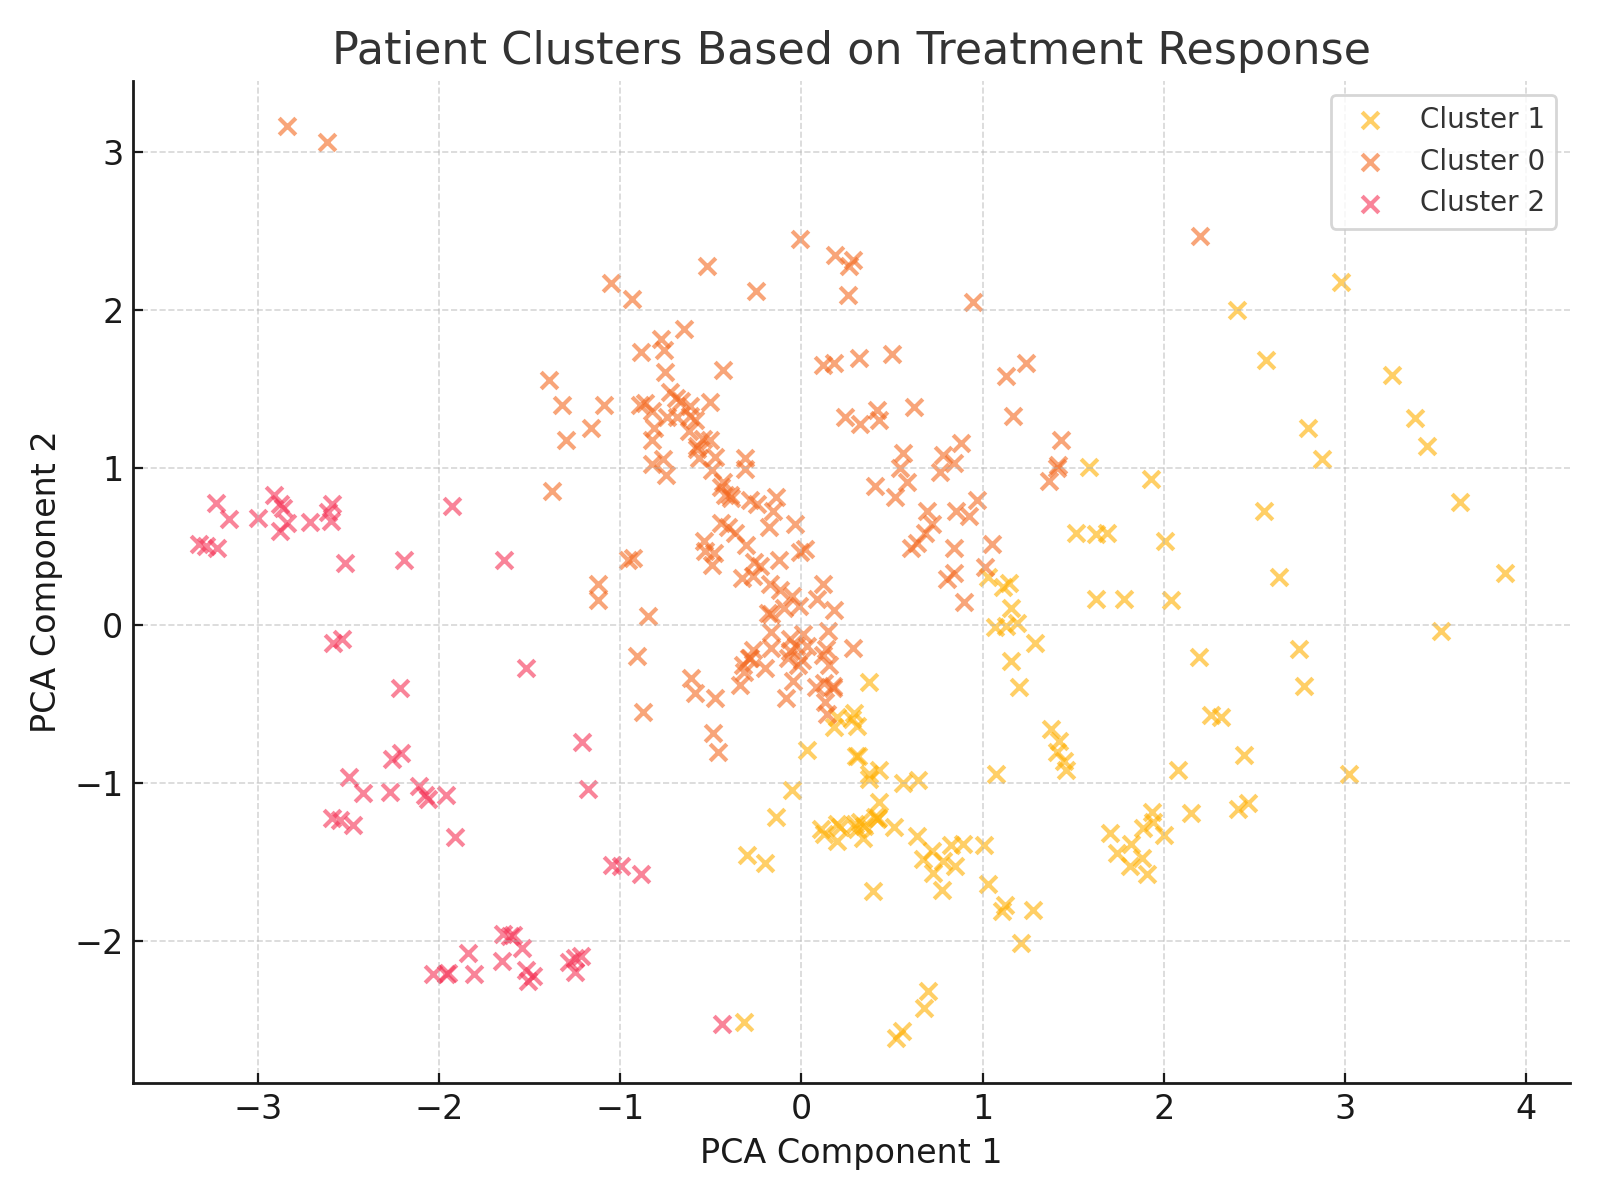 Patient Clusters Based on Treatment Response
Cluster 1
Cluster 0
Cluster 2
PCA Component 2
3
2
1
0
−1
−2
−3 −2 −1 0 1 2 3 4
PCA Component 1